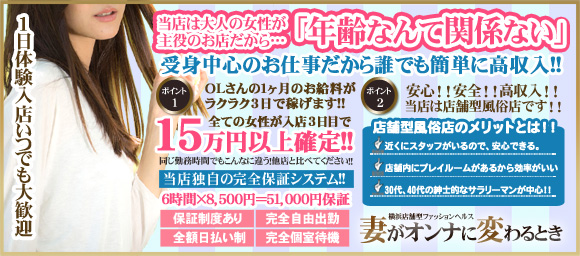 1日体験入店いつでも大歓迎
当店は大人の女性が
主役のお店だから…
「年齢なんて関係ない」
受身中心のお仕事だから誰でも簡単に高収入!!
ポイント
1
OLさんの1ヶ月のお給料が
ラクラク3日で稼げます!!
全ての女性が入店3日目で
15万円以上確定!!
同じ勤務時間でもこんなに違う!他店と比べてください!!
当店独自の完全保証システム!!
6時間×8,500円=51,000円保証
保証制度あり
完全自由出勤
全額日払い制
完全個室待機
ポイント
2
安心!!安全!!高収入!!
当店は店舗型風俗店です!!
店舗型風俗店のメリットとは!!
近くにスタッフがいるので、安心できる。
店舗内にプレイルームがあるから効率がいい
30代、40代の紳士的なサラリーマンが中心!!
横浜店舗型ファッションヘルス
妻がオンナに変わるとき